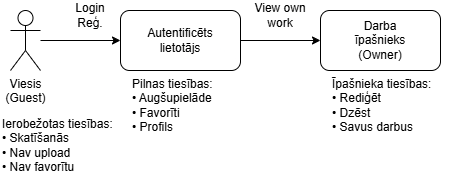 Login
Reģ.
View own
work
Autentificēts
lietotājs
Darba
īpašnieks
(Owner)
Viesis
(Guest)
Pilnas tiesības:
• Augšupielāde
• Favorīti
• Profils
Īpašnieka tiesības:
• Rediģēt
• Dzēst
• Savus darbus
Ierobežotas tiesības:
• Skatīšanās
• Nav upload
• Nav favorītu